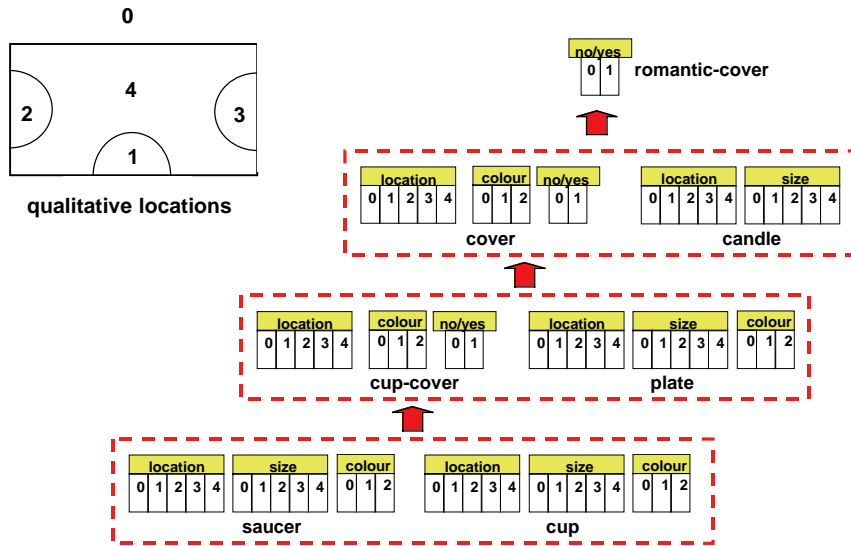 0
4
2
3
1
qualitative locations
no/yes
0 1
romantic-cover
location colour no/yes location size
0 1 2 3 4 0 1 2 0 1 0 1 2 3 4 0 1 2 3 4
cover candle
location colour no/yes location size colour
0 1 2 3 4 0 1 2 0 1 0 1 2 3 4 0 1 2 3 4 0 1 2
cup-cover plate
location size colour location size colour
0 1 2 3 4 0 1 2 3 4 0 1 2 0 1 2 3 4 0 1 2 3 4 0 1 2
saucer cup